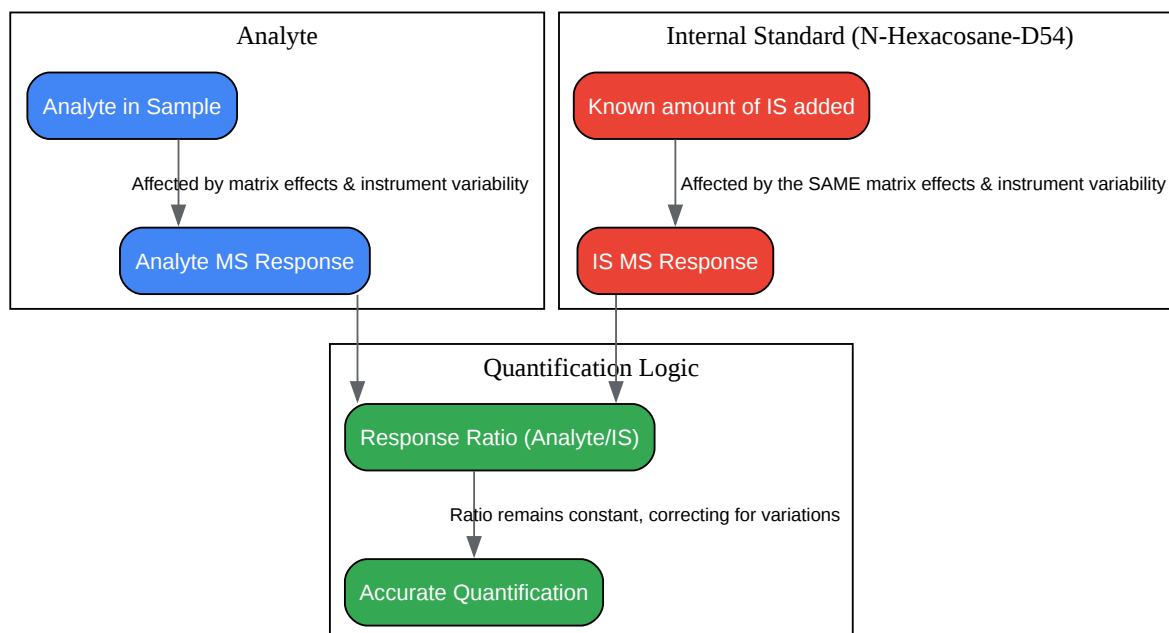 Analyte
Analyte in Sample
Affected by matrix effects & instrument variability
Analyte MS Response
Internal Standard (N-Hexacosane-D54)
Known amount of IS added
Affected by the SAME matrix effects & instrument variability
IS MS Response
Quantification Logic
Response Ratio (Analyte/IS)
Ratio remains constant, correcting for variations
Accurate Quantification